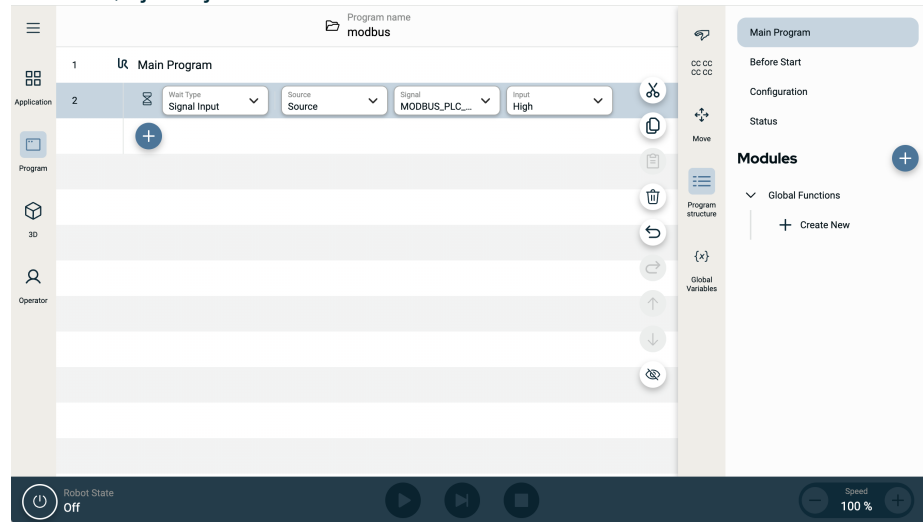 Program name
modbus
Application
Program
3D
Operator
1 UR Main Program
2
Wait Type
Signal Input
Source
Source
Signal
MODBUS_PLC_...
Input
High
CC CC
CC CC
Move
Program
structure
{x}
Global
Variables
Main Program
Before Start
Configuration
Status
Modules
Global Functions
Create New
Robot State
Off
Speed
100 %